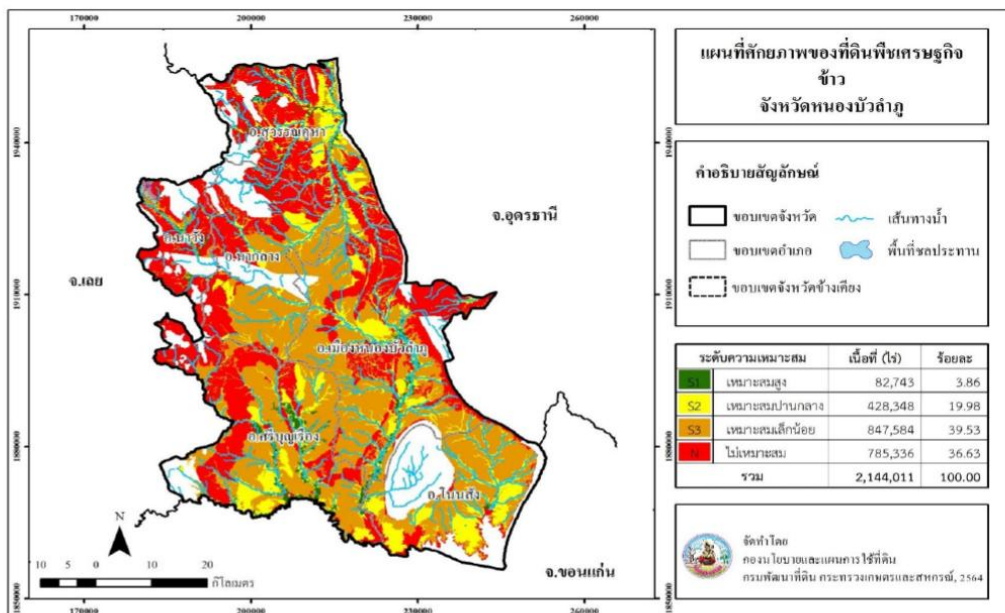 170000 200000 230000 260000
แผนที่ศักยภาพของที่ดินพืชเศรษฐกิจ
ข้าว
จังหวัดหนองบัวลำภู
1940000
1910000
1880000
1850000
170000 200000 230000 260000
1940000
1910000
1880000
1850000
อ.สุวรรณคูหา
จ.อุดรธานี
อ.นาวัง
อ.นากลาง
จ.เลย
อ.เมืองหนองบัวลำภู
อ.ศรีบุญเรือง
อ.โนนสัง
จ.ขอนแก่น
N
10 5 0 10 20
กิโลเมตร
คำอธิบายสัญลักษณ์
ขอบเขตจังหวัด เส้นทางน้ำ
ขอบเขตอำเภอ พื้นที่ชลประทาน
ขอบเขตจังหวัดข้างเคียง
ระดับความเหมาะสม เนื้อที่ (ไร่) ร้อยละ
S1 เหมาะสมสูง 82,743 3.86
S2 เหมาะสมปานกลาง 428,348 19.98
S3 เหมาะสมเล็กน้อย 847,584 39.53
N ไม่เหมาะสม 785,336 36.63
รวม 2,144,011 100.00
จัดทำโดย
กองนโยบายและแผนการใช้ที่ดิน
กรมพัฒนาที่ดิน กระทรวงเกษตรและสหกรณ์, 2564